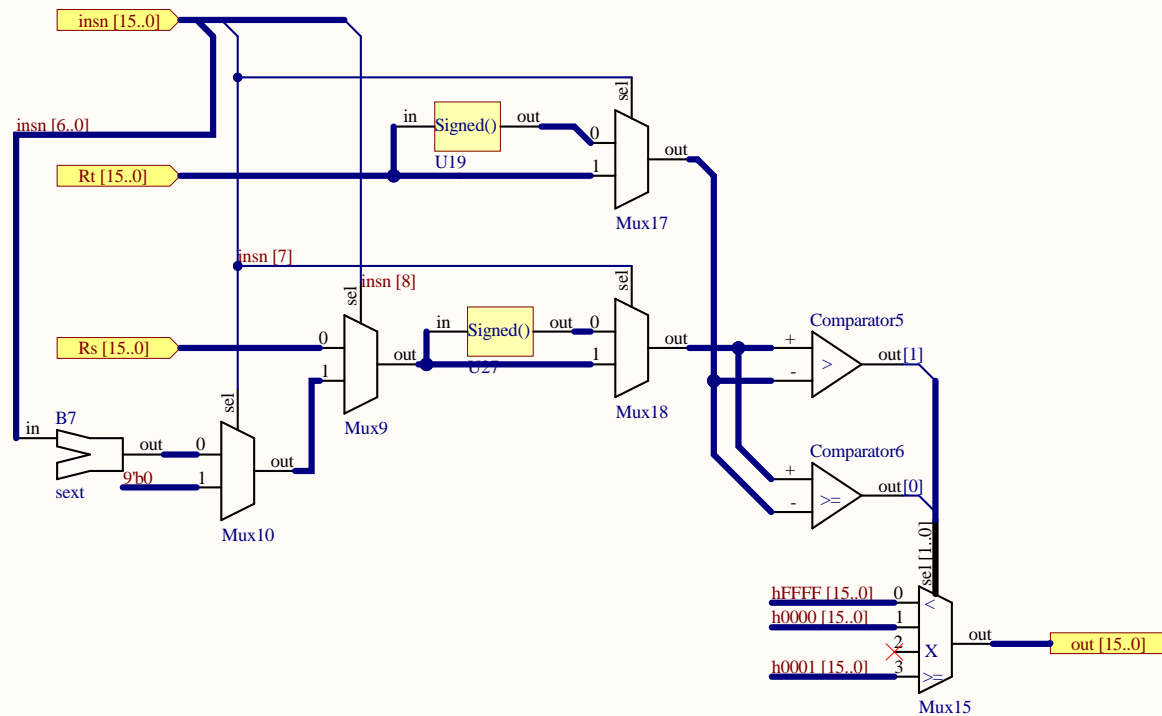 insn [15..0]
insn [6..0]
sel
in
Signed()
out
U19
0
1
out
Mux17
Rt [15..0]
insn [7]
insn [8]
sel
sel
in
Signed()
out
U27
0
1
out
Mux18
Rs [15..0]
0
1
out
Mux9
Comparator5
+
-
>
out
[1]
sel
B7
in
out
sext
0
9'b0
1
out
Mux10
Comparator6
+
-
>=
out
[0]
sel [1..0]
hFFFF [15..0]
0
<
h0000 [15..0]
1
2
X
h0001 [15..0]
3
>=
out
out [15..0]
Mux15